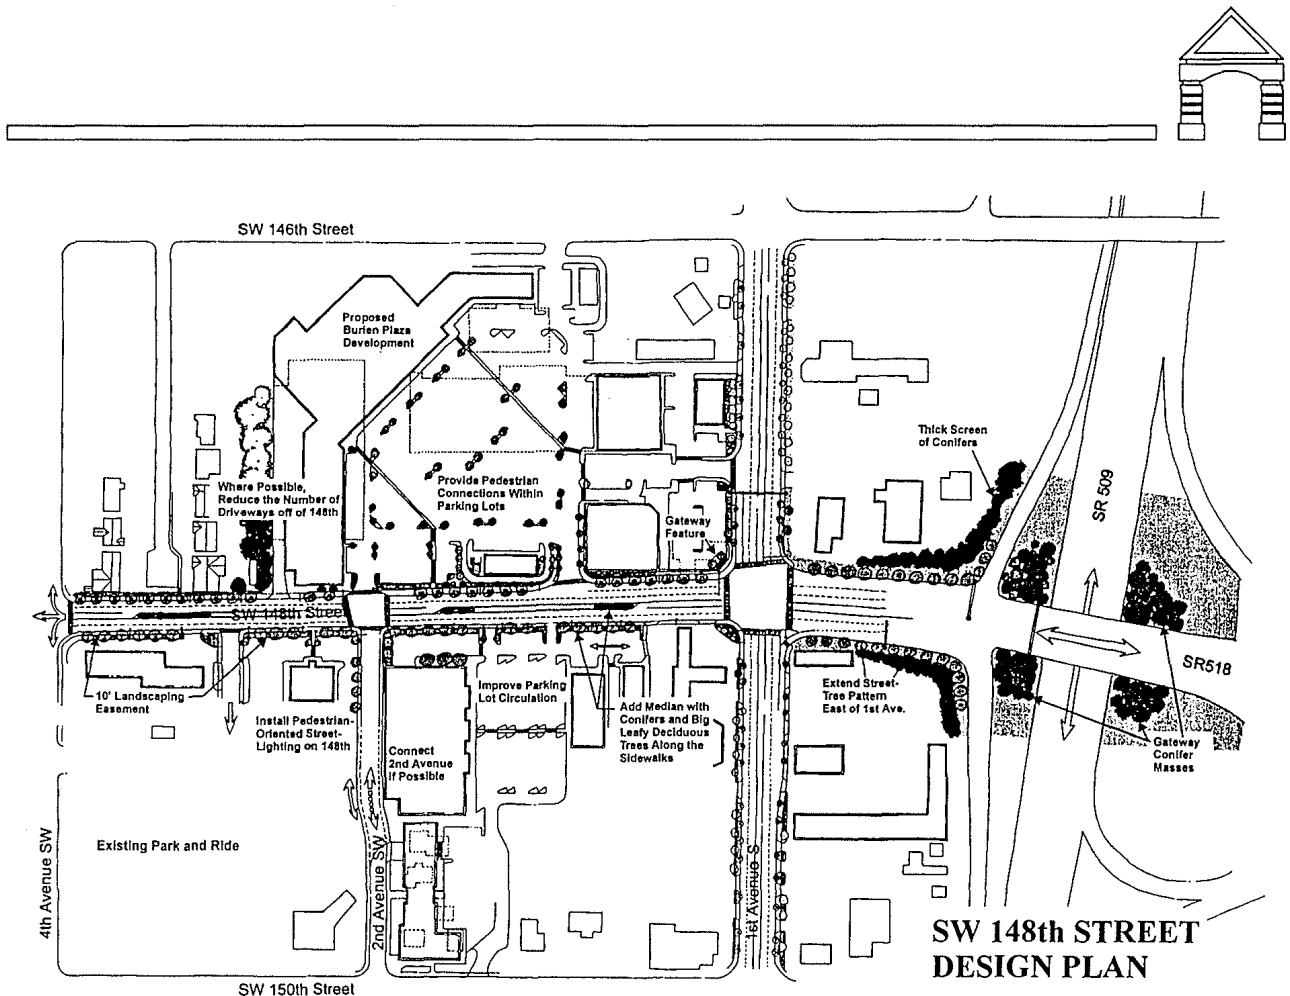 SW 146th Street
Proposed
Burien Plaza
Development
SR 509
Thick Screen
of Conifers
Where Possible,
Reduce the Number of
Driveways off of 148th
Provide Pedestrian
Connections Within
Parking Lots
Gateway
Feature
SW 148th Street
SR518
10' Landscaping
Easement
Install Pedestrian-
Oriented Street-
Lighting on 148th
Improve Parking
Lot Circulation
Add Median with
Conifers and Big
Leafy Deciduous
Trees Along the
Sidewalks
Extend Street-
Tree Pattern
East of 1st Ave.
Connect
2nd Avenue
if Possible
Gateway
Conifer
Masses
Existing Park and Ride
4th Avenue SW
2nd Avenue SW
1st Avenue S
SW 148th STREET
DESIGN PLAN
SW 150th Street